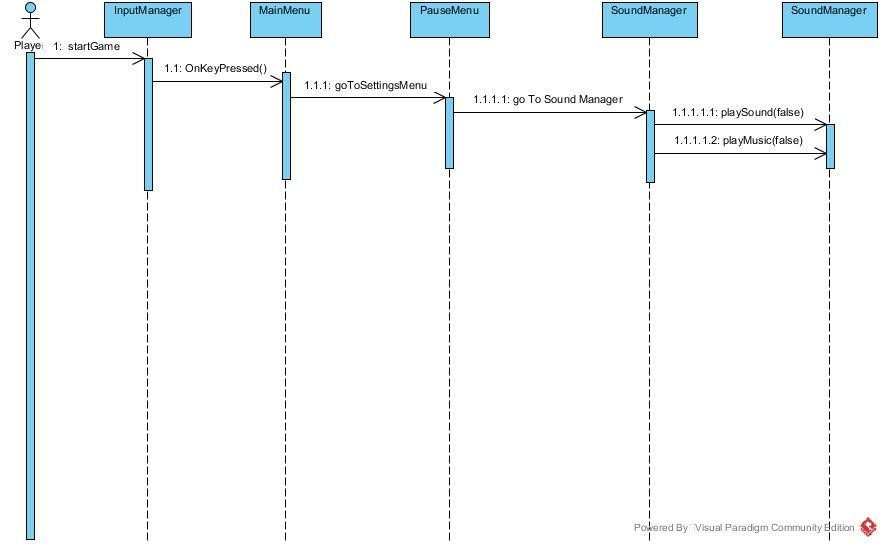 InputManager
MainMenu
PauseMenu
SoundManager
SoundManager
Playe
1: startGame
1.1: OnKeyPressed()
1.1.1: goToSettingsMenu
1.1.1.1: go To Sound Manager
1.1.1.1.1: playSound(false)
1.1.1.1.2: playMusic(false)
Powered By Visual Paradigm Community Edition